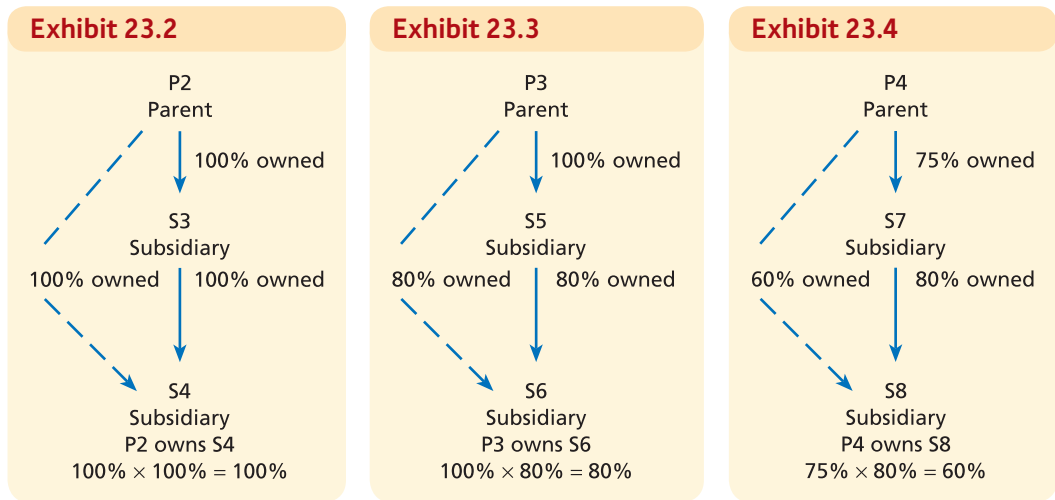 Exhibit 23.2
P2
Parent
100% owned
S3
Subsidiary
100% owned
100% owned
S4
Subsidiary
P2 owns S4
100% × 100% = 100%
Exhibit 23.3
P3
Parent
100% owned
S5
Subsidiary
80% owned
80% owned
S6
Subsidiary
P3 owns S6
100% × 80% = 80%
Exhibit 23.4
P4
Parent
75% owned
S7
Subsidiary
60% owned
80% owned
S8
Subsidiary
P4 owns S8
75% × 80% = 60%